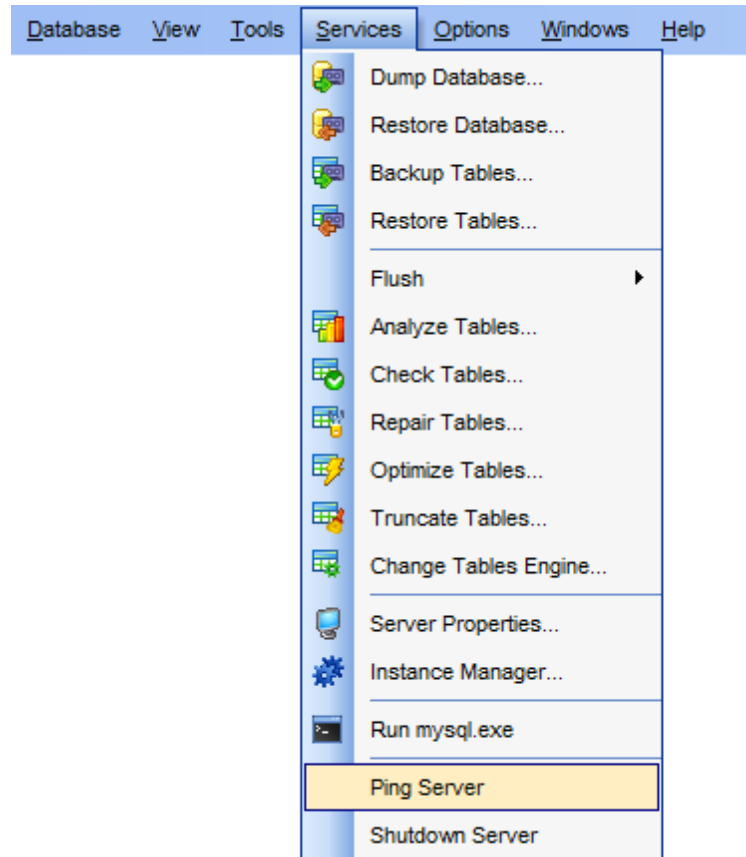 Database View Tools Services Options Windows Help
Dump Database...
Restore Database...
Backup Tables...
Restore Tables...
Flush
Analyze Tables...
Check Tables...
Repair Tables...
Optimize Tables...
Truncate Tables...
Change Tables Engine...
Server Properties...
Instance Manager...
Run mysql.exe
Ping Server
Shutdown Server